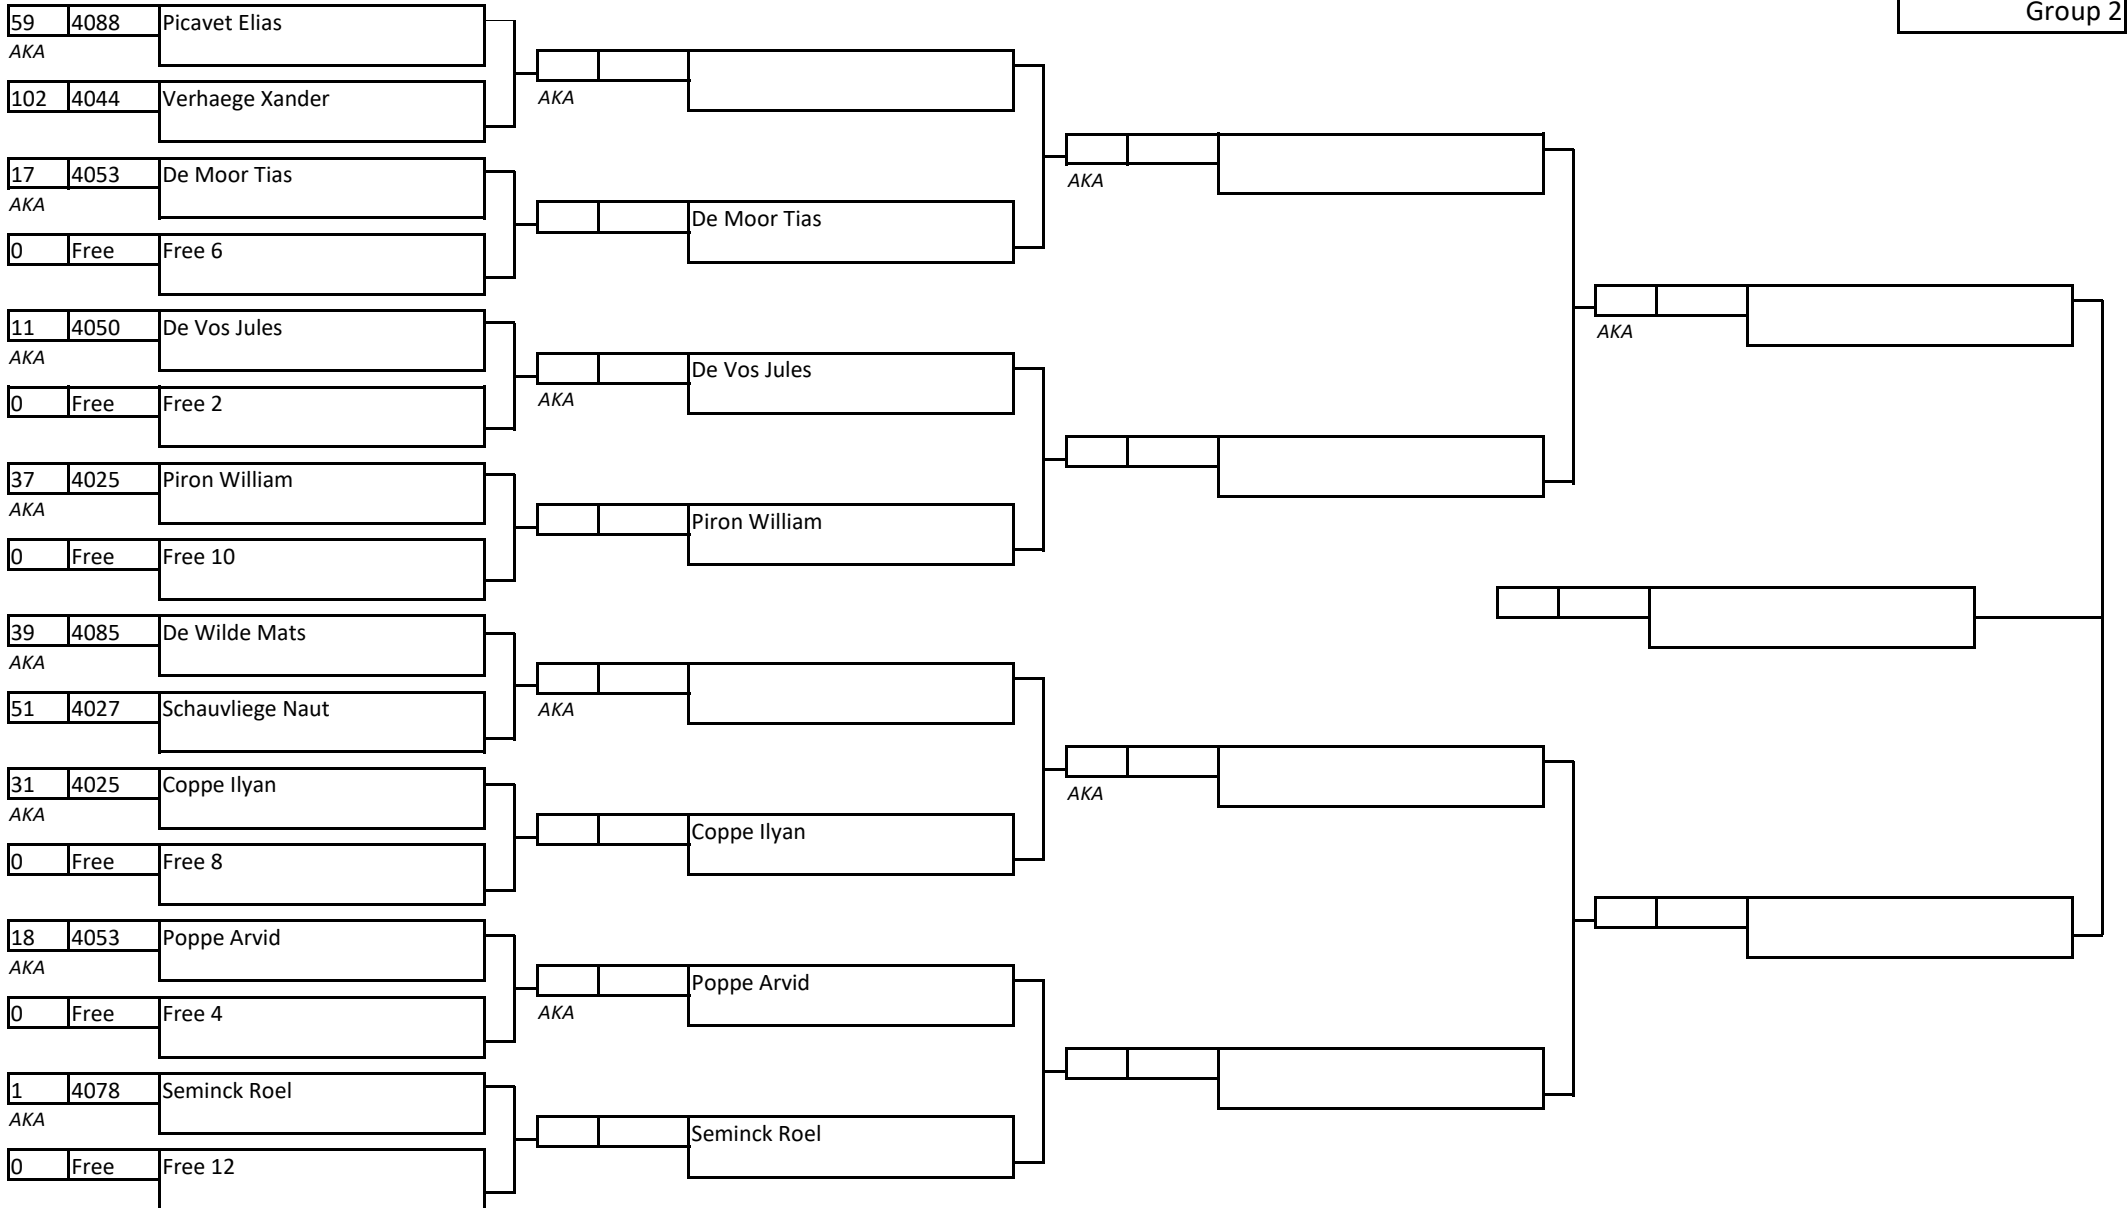 Group 2
59 4088 Picavet Elias
AKA
102 4044 Verhaege Xander
17 4053 De Moor Tias
AKA
0 Free Free 6
11 4050 De Vos Jules
AKA
0 Free Free 2
37 4025 Piron William
AKA
0 Free Free 10
39 4085 De Wilde Mats
AKA
51 4027 Schauvliege Naut
31 4025 Coppe Ilyan
AKA
0 Free Free 8
18 4053 Poppe Arvid
AKA
0 Free Free 4
1 4078 Seminck Roel
AKA
0 Free Free 12
AKA
De Moor Tias
De Vos Jules
AKA
Piron William
AKA
Coppe Ilyan
Poppe Arvid
AKA
Seminck Roel
AKA
AKA
AKA